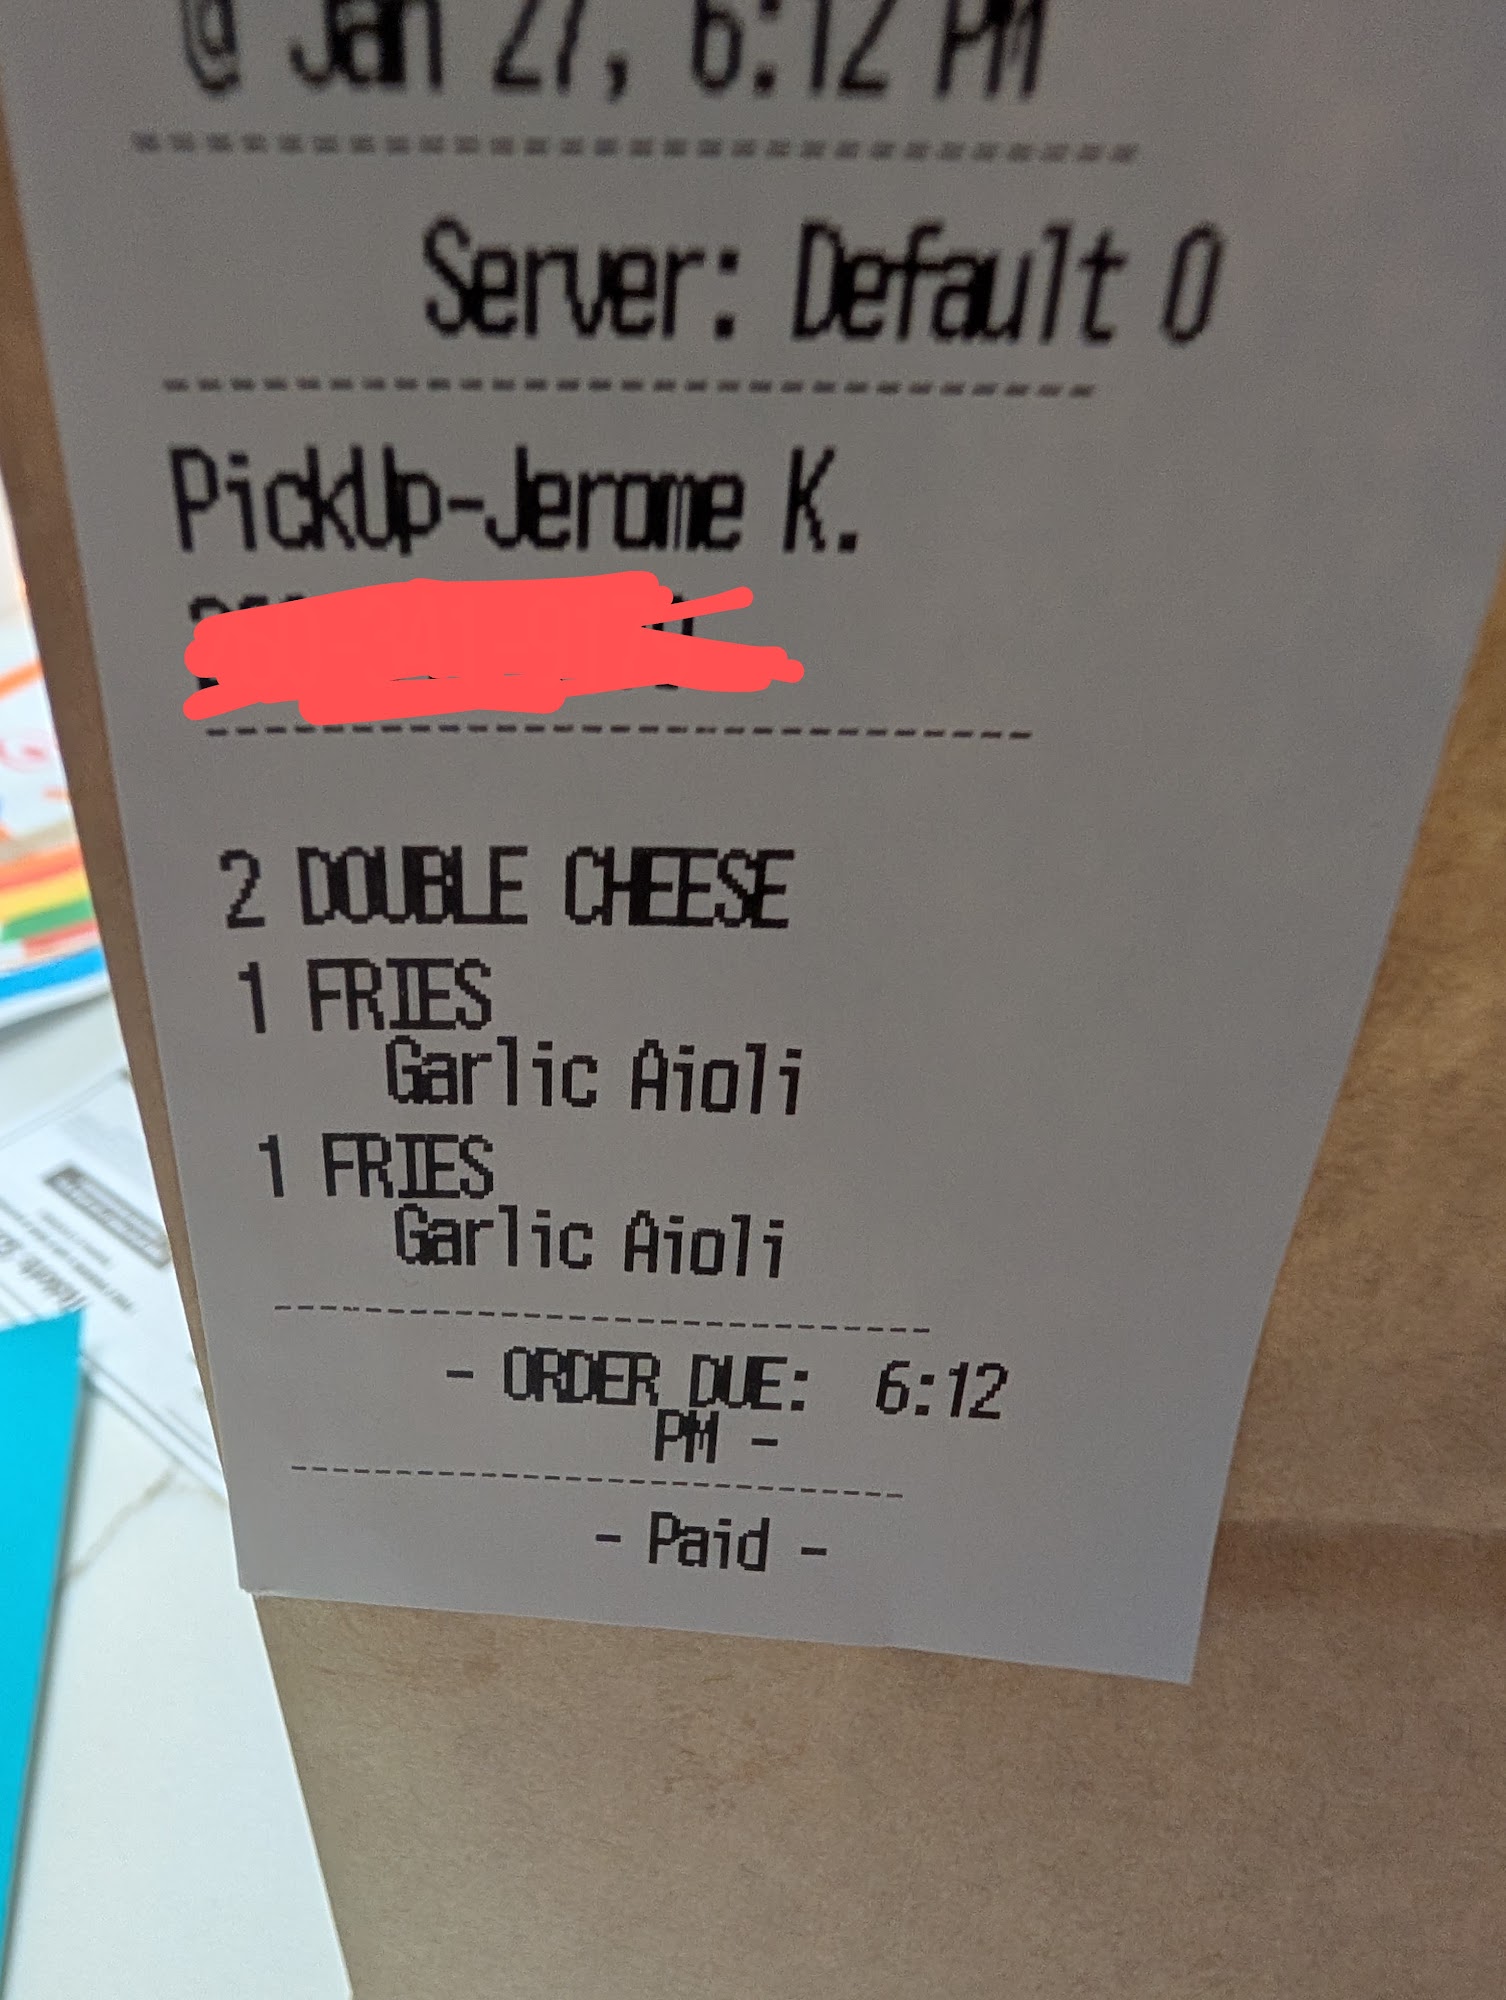 @ Jan 27, 6:12 PM
Server: Default O
PickUp-Jerome K.
2 DOUBLE CHEESE
1 FRIES
Garlic Aioli
1 FRIES
Garlic Aioli
- ORDER DUE: 6:12
PM -
- Paid -